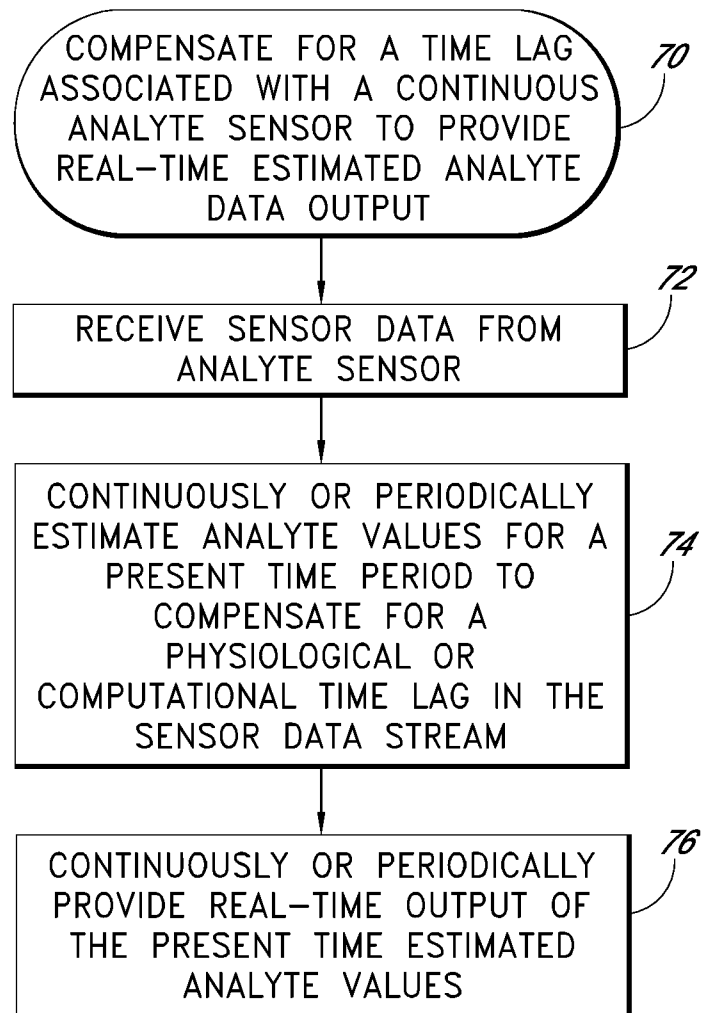 COMPENSATE FOR A TIME LAG
ASSOCIATED WITH A CONTINUOUS
ANALYTE SENSOR TO PROVIDE
REAL-TIME ESTIMATED ANALYTE
DATA OUTPUT
70
RECEIVE SENSOR DATA FROM
ANALYTE SENSOR
72
CONTINUOUSLY OR PERIODICALLY
ESTIMATE ANALYTE VALUES FOR A
PRESENT TIME PERIOD TO
COMPENSATE FOR A
PHYSIOLOGICAL OR
COMPUTATIONAL TIME LAG IN THE
SENSOR DATA STREAM
74
CONTINUOUSLY OR PERIODICALLY
PROVIDE REAL-TIME OUTPUT OF
THE PRESENT TIME ESTIMATED
ANALYTE VALUES
76